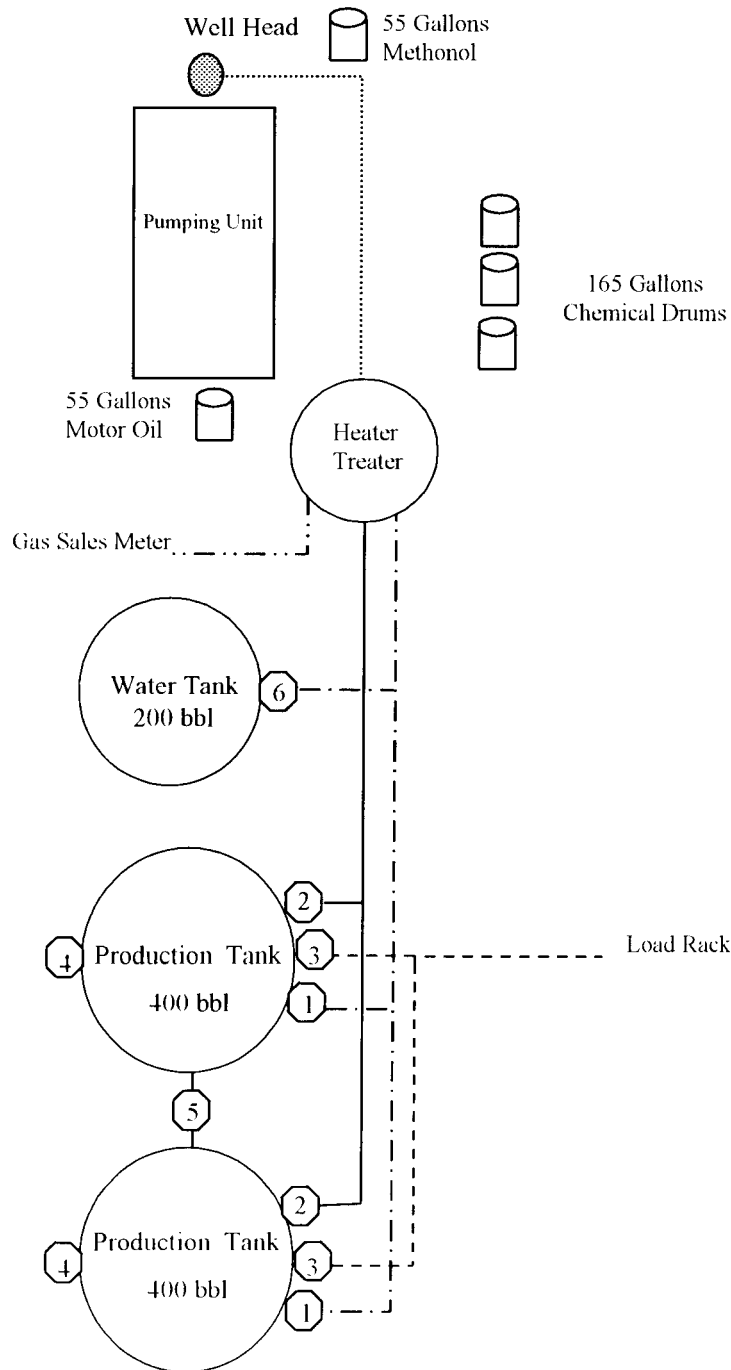 Well Head
55 Gallons
Methonol
Pumping Unit
165 Gallons
Chemical Drums
55 Gallons
Motor Oil
Heater
Treater
Gas Sales Meter
Water Tank
200 bbl
6
2
4
Production Tank
400 bbl
3
1
Load Rack
5
2
4
Production Tank
400 bbl
3
1